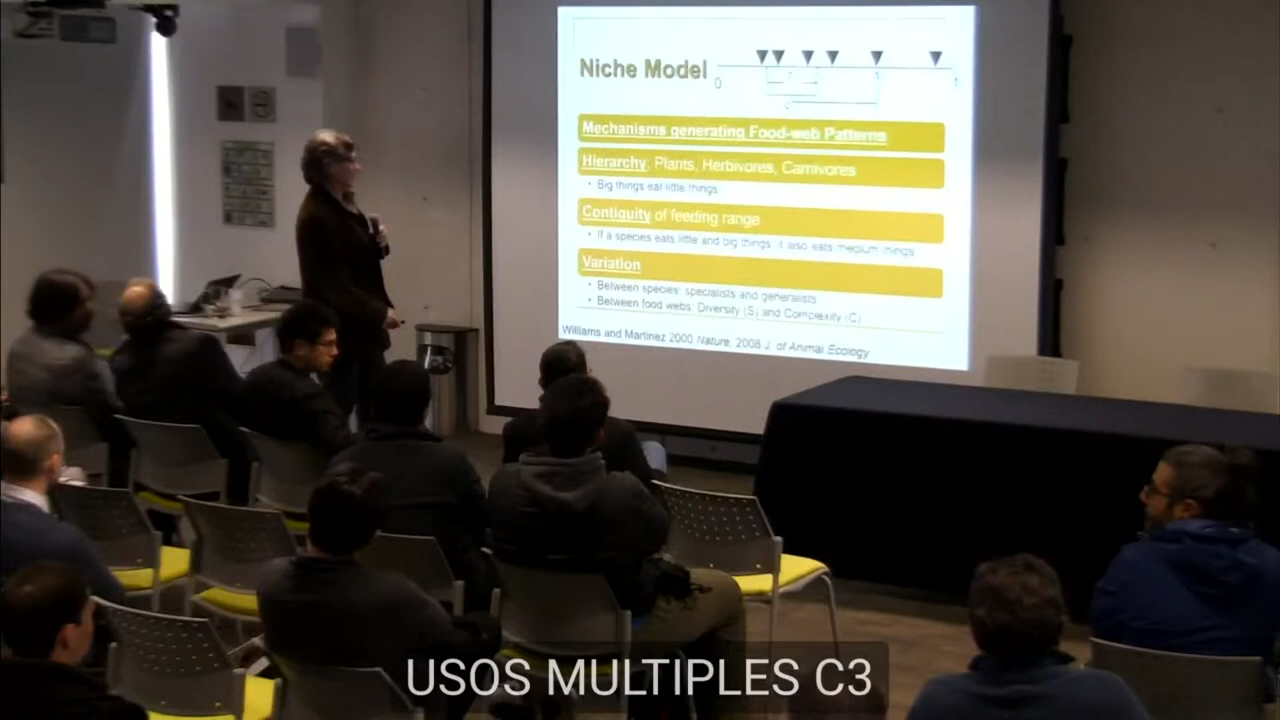 Niche Model
0
1
Mechanisms generating Food-web Patterns
Hierarchy: Plants, Herbivores, Carnivores
• Big things eat little things
Contiguity of feeding range
• If a species eats little and big things, it also eats medium things
Variation
• Between species: specialists and generalists
• Between food webs: Diversity (S) and Complexity (C)
Williams and Martinez 2000 Nature, 2008 J. of Animal Ecology
USOS MULTIPLES C3